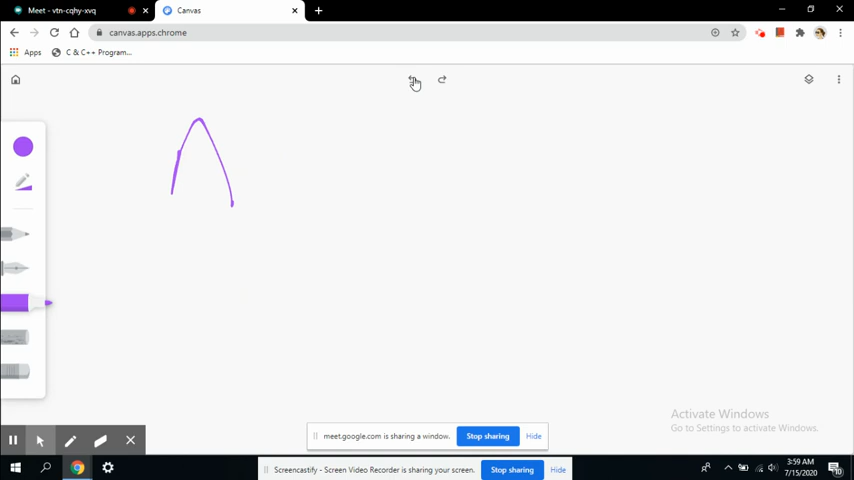 Meet - vtn-cqhy-xvq
Canvas
canvas.apps.chrome
Apps
C & C++ Program...
Activate Windows
Go to Settings to activate Windows.
meet.google.com is sharing a window.
Stop sharing
Hide
Screencastify - Screen Video Recorder is sharing your screen.
Stop sharing
Hide
3:59 AM
7/15/2020
10